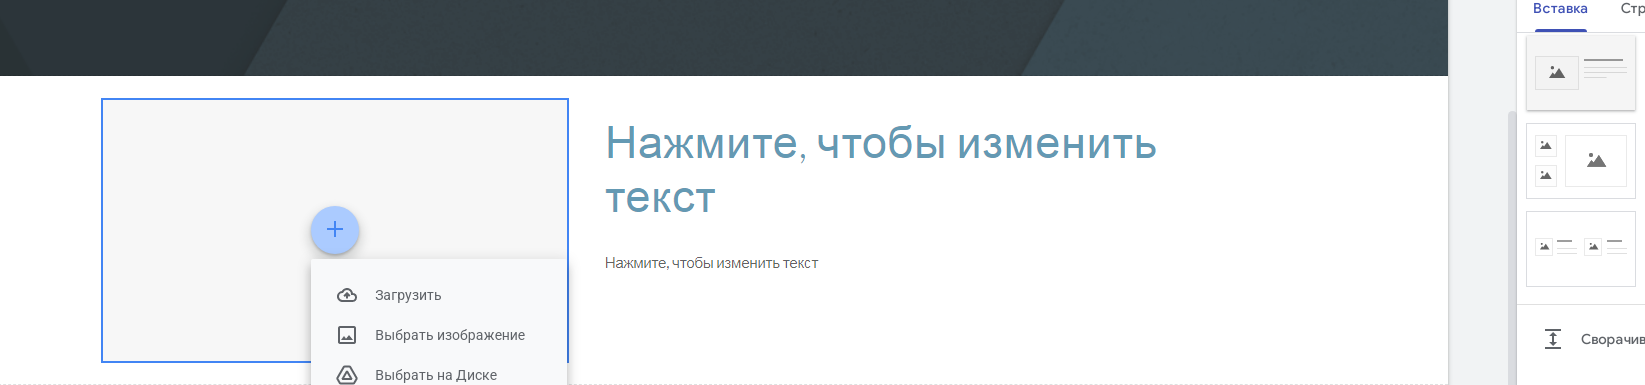 Вставка
Стр
Нажмите, чтобы изменить
текст
Нажмите, чтобы изменить текст
Загрузить
Выбрать изображение
Выбрать на Диске
Сворачив